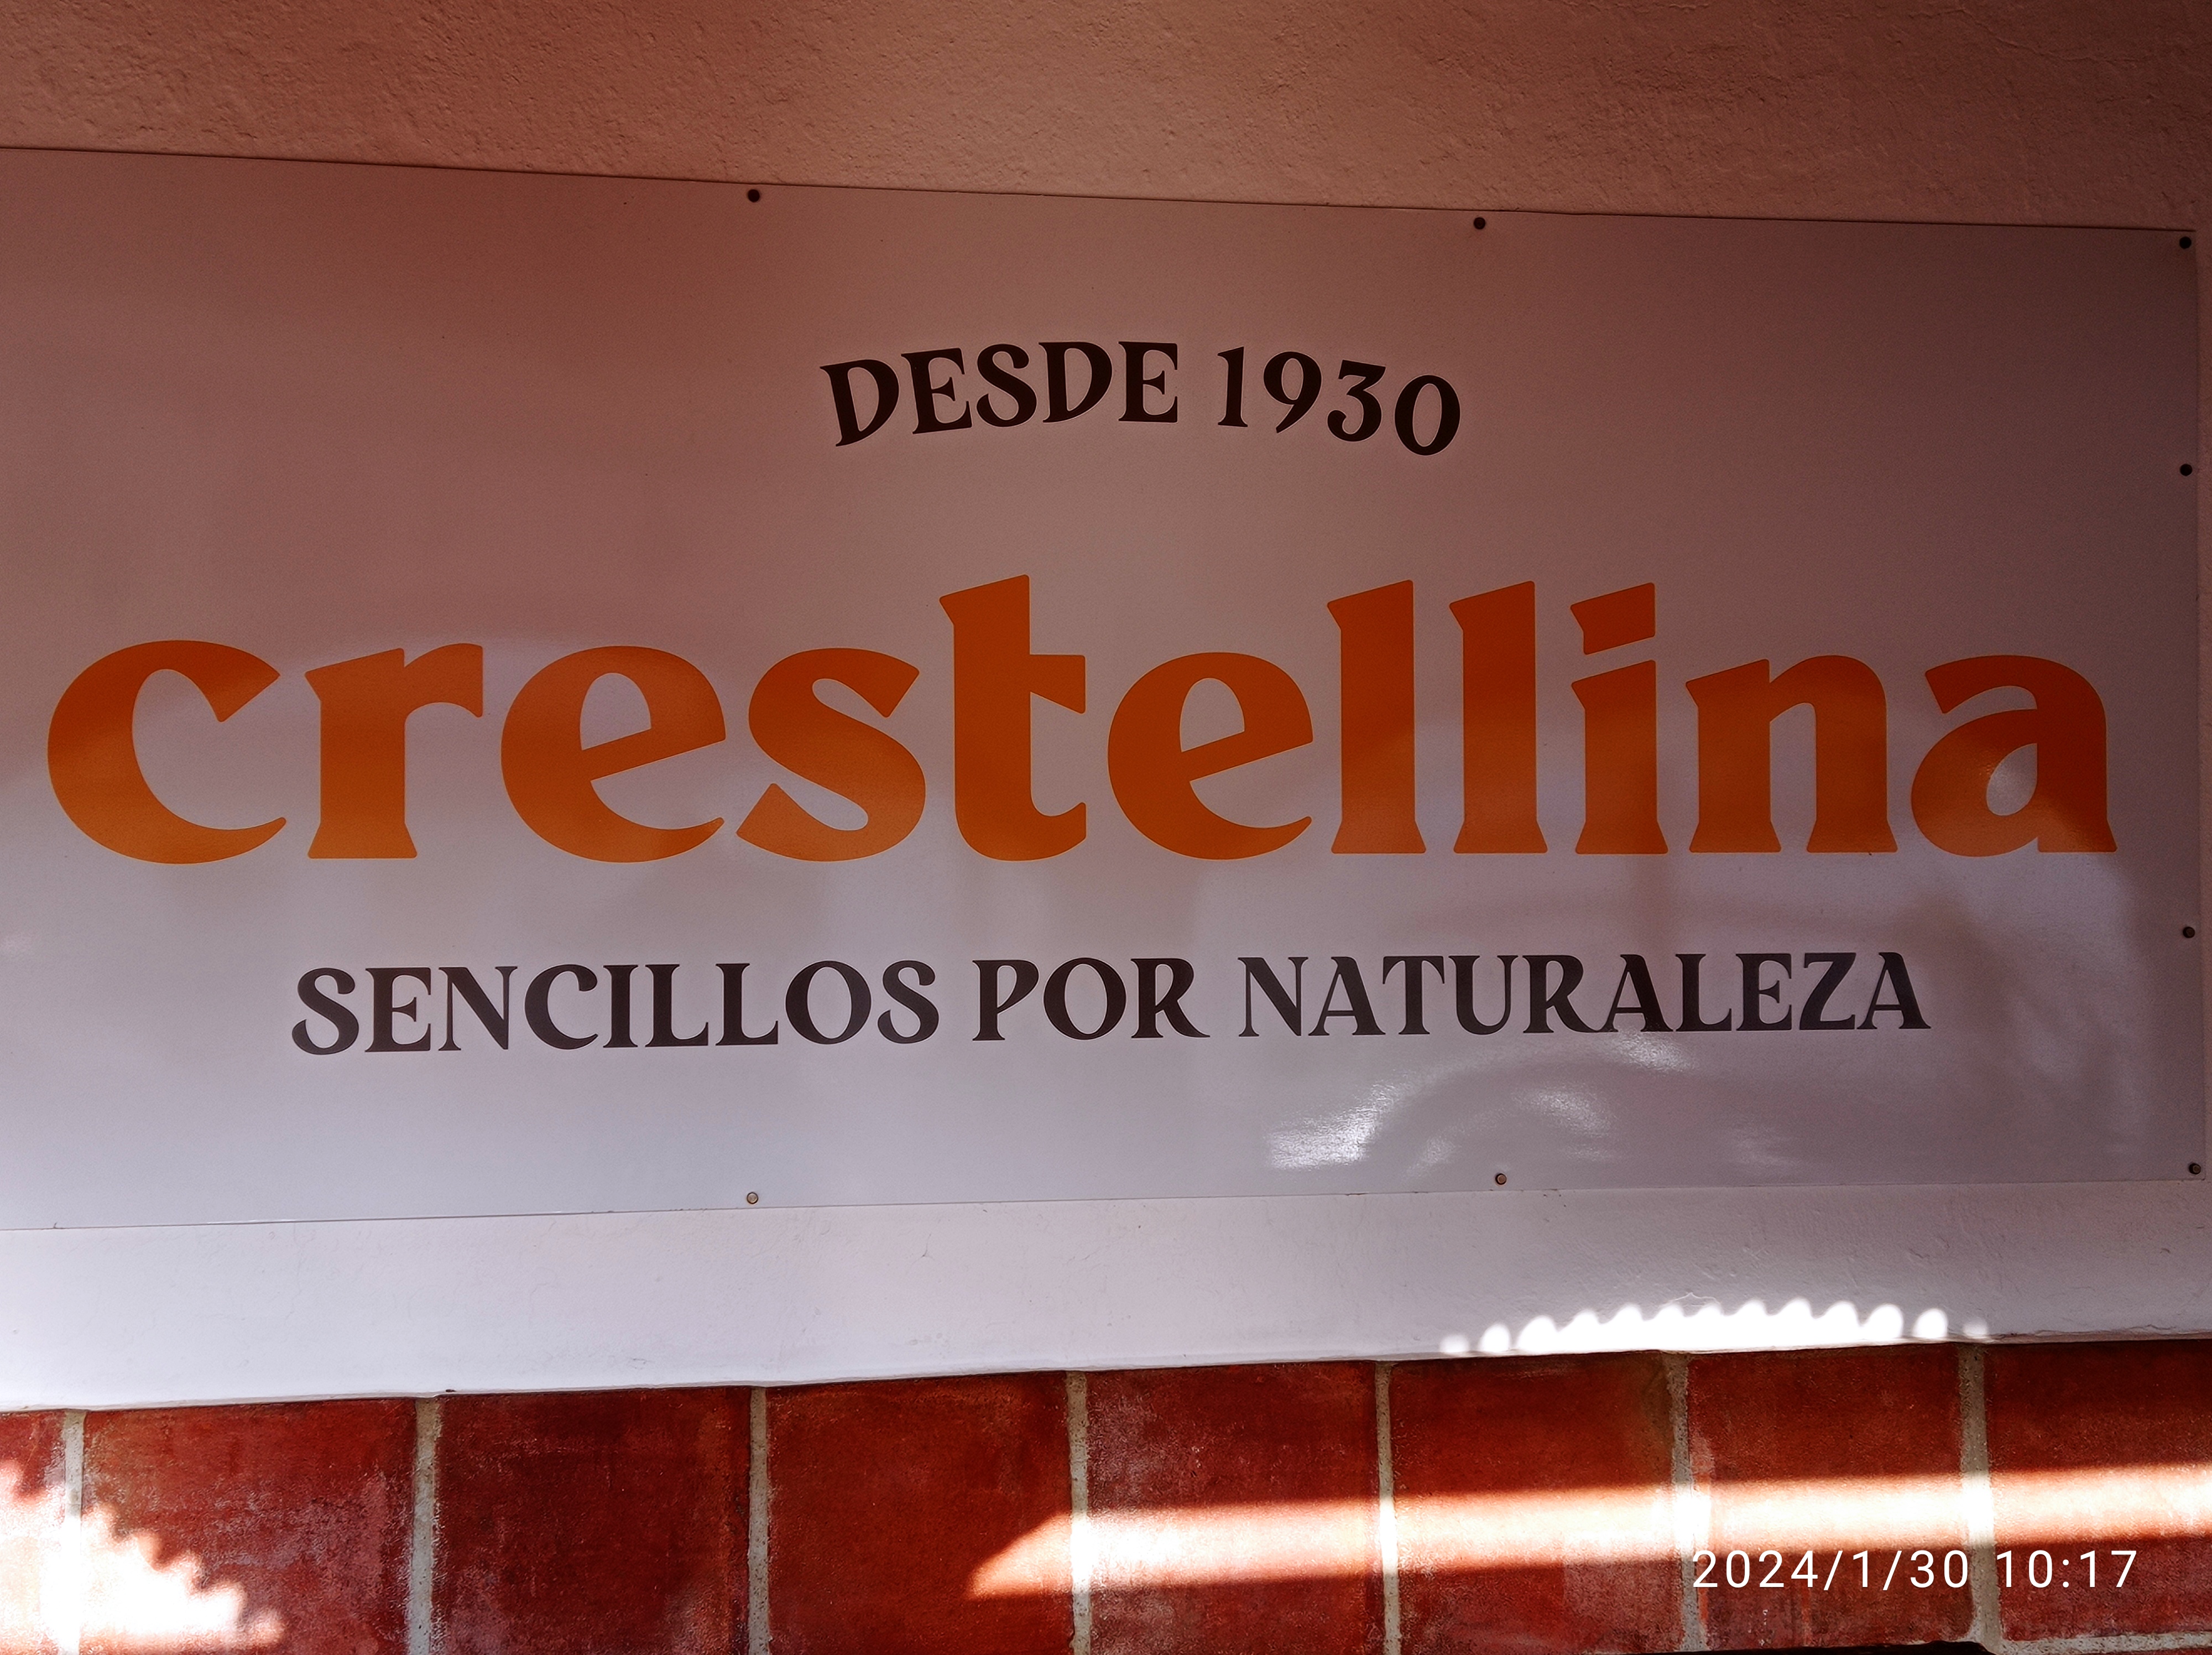 DESDE 1930
crestellina
SENCILLOS POR NATURALEZA
2024/1/30 10:17